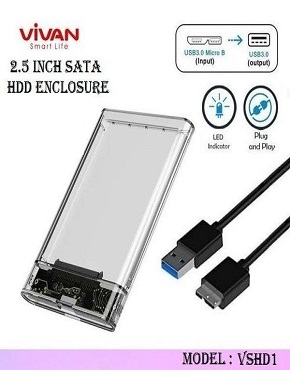 ViVAN
Smart Life
2.5 INCH SATA
HDD ENCLOSURE
USB3.0 Micro B
(Input)
USB3.0
(output)
LED
Indicator
Plug
and Play
MODEL : VSHD1